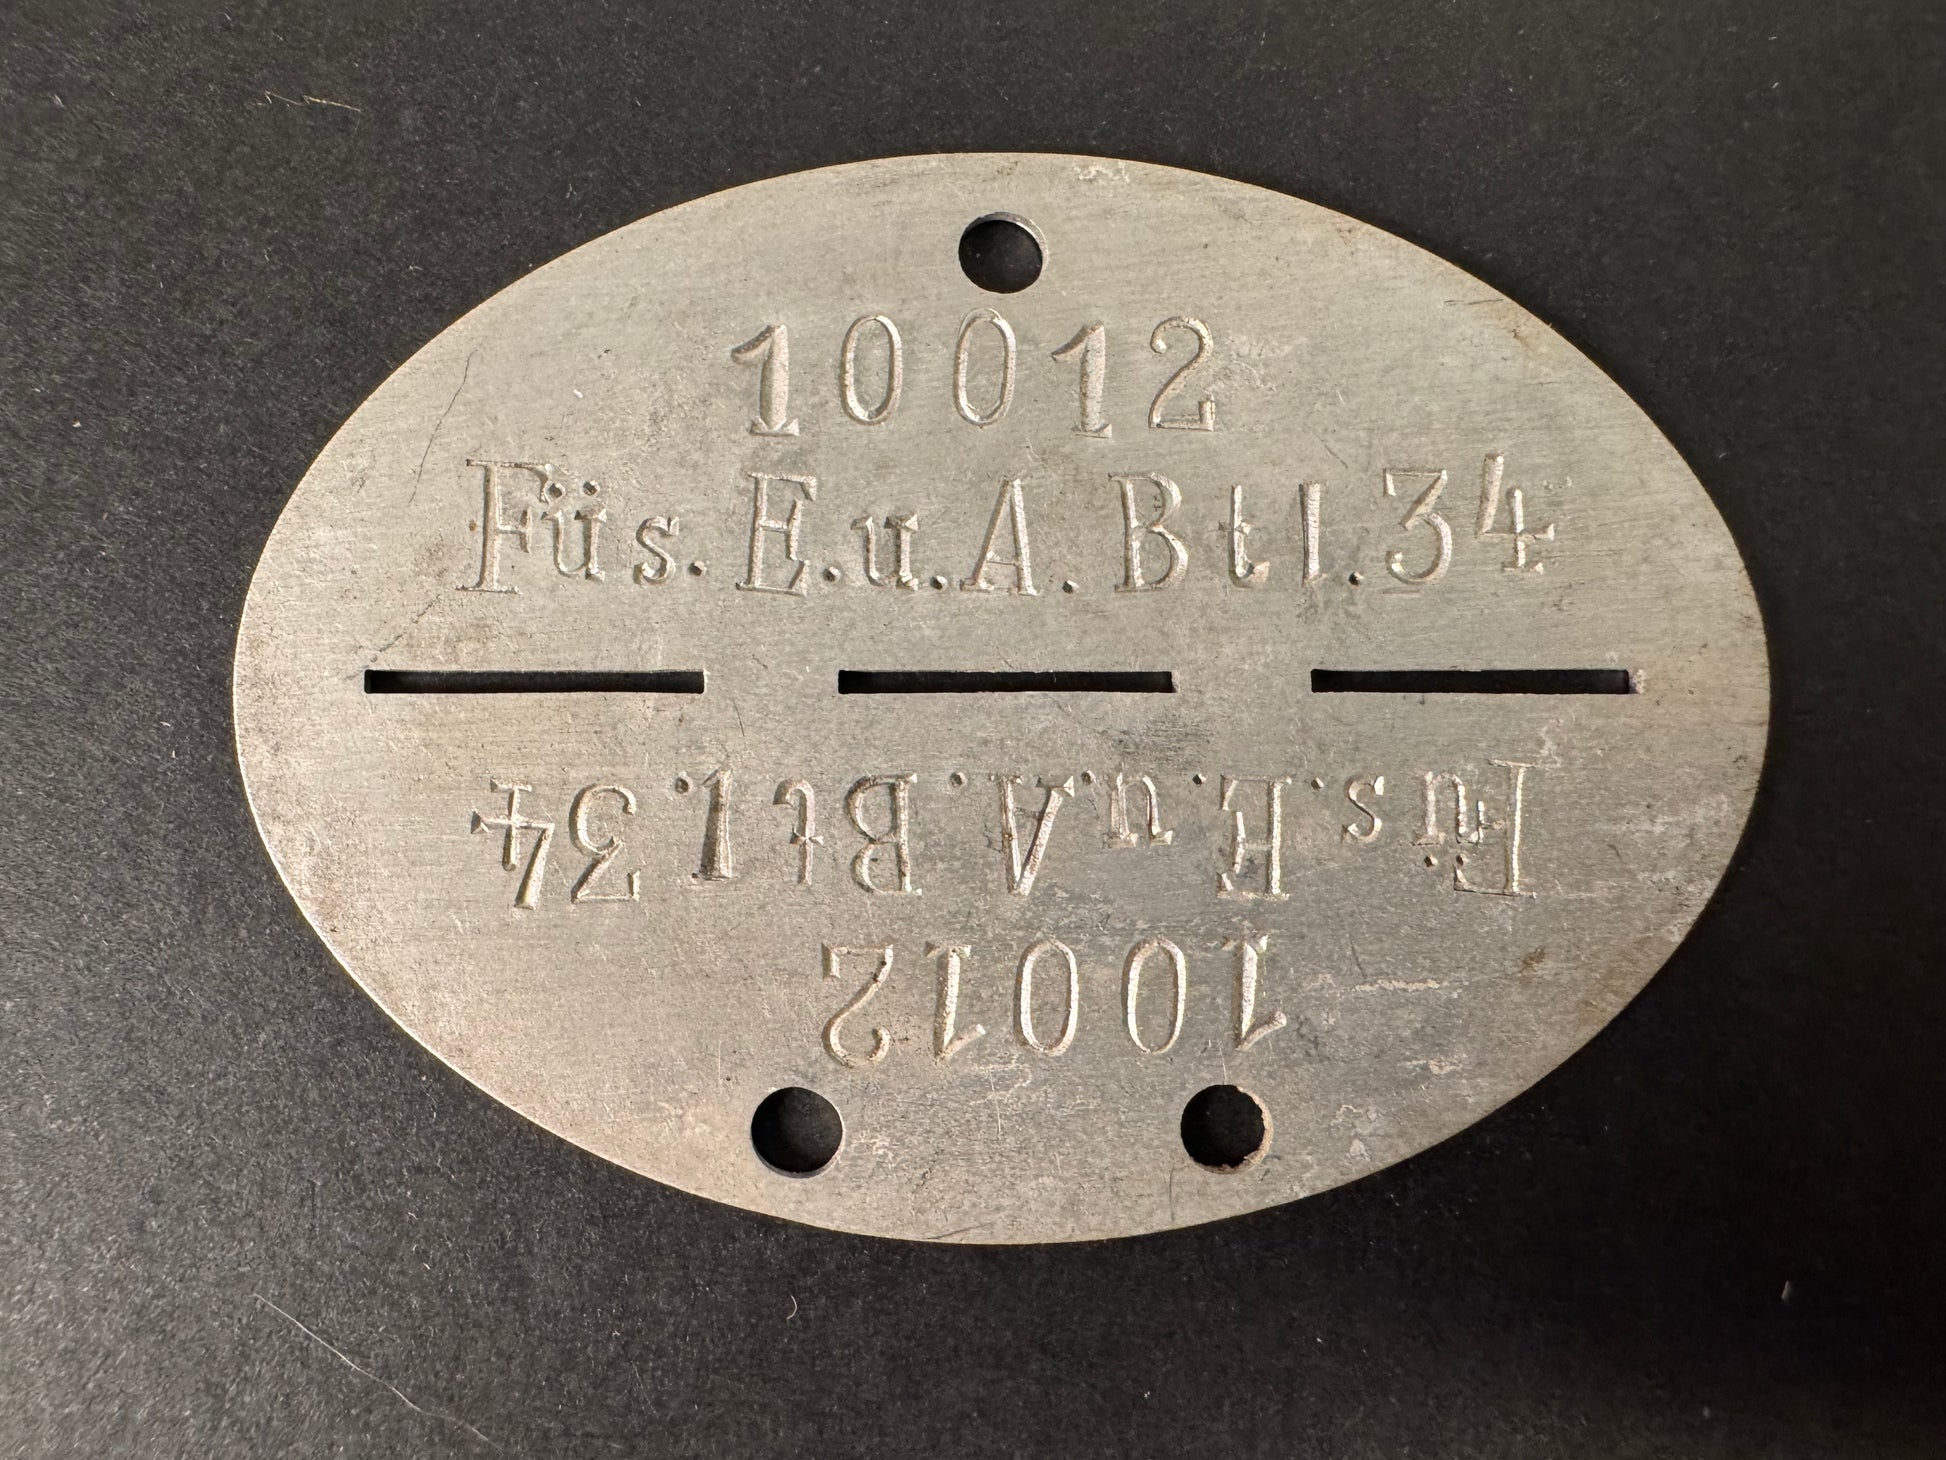 10012
Füs. E. u. A. Btl. 34
Füs. E. u. A. Btl. 34
10012